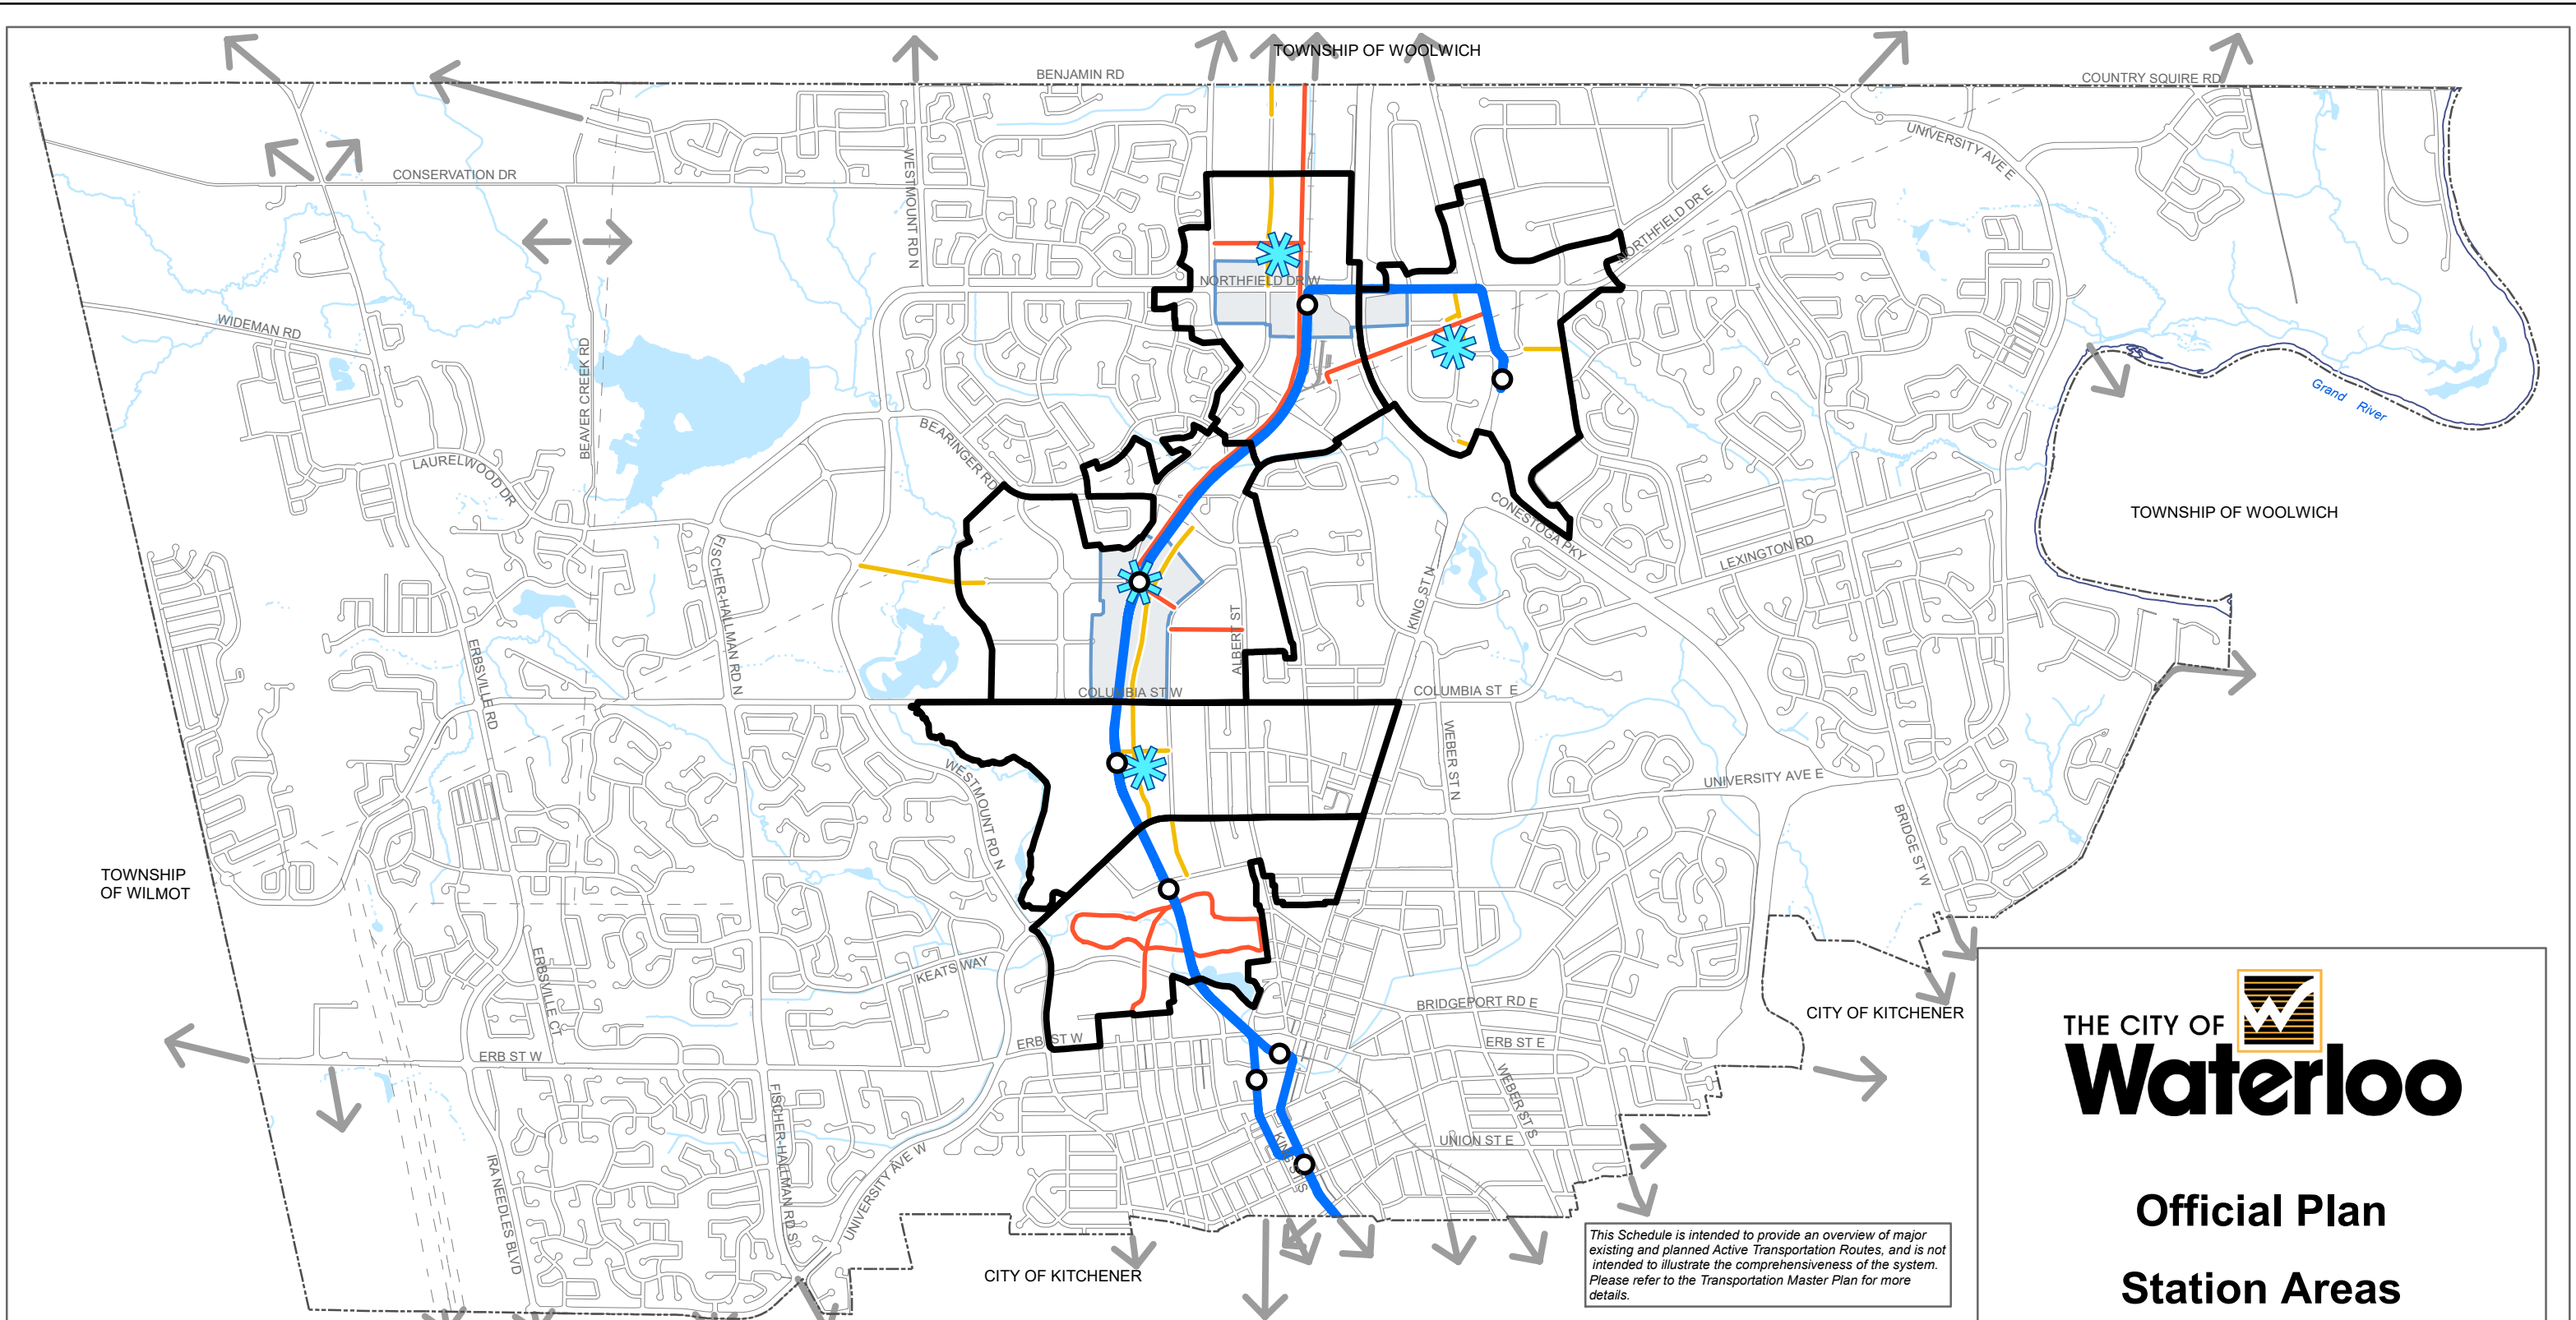 TOWNSHIP OF WOOLWICH
BENJAMIN RD
COUNTRY SQUIRE RD
UNIVERSITY AVE E
CONSERVATION DR
WESTMOUNT RD N
NORTHFIELD DR E
NORTHFIELD DR W
WIDEMAN RD
BEAVER CREEK RD
Grand River
LAURELWOOD DR
BEARINGER RD
CONESTOGA PKY
TOWNSHIP OF WOOLWICH
LEXINGTON RD
FISCHER-HALLMAN RD N
KING ST N
ALBERT ST
ERBSVILLE RD
COLUMBIA ST W
COLUMBIA ST E
WEBER ST N
WESTMOUNT RD N
UNIVERSITY AVE E
BRIDGE ST W
TOWNSHIP
OF WILMOT
KEATS WAY
ERBSVILLE CT
BRIDGEPORT RD E
CITY OF KITCHENER
ERB ST W
ERB ST W
ERB ST E
WEBER ST S
FISCHER-HALLMAN RD S
UNION ST E
KING ST S
IRA NEEDLES BLVD
UNIVERSITY AVE W
CITY OF KITCHENER
This Schedule is intended to provide an overview of major
existing and planned Active Transportation Routes, and is not
intended to illustrate the comprehensiveness of the system.
Please refer to the Transportation Master Plan for more
details.
THE CITY OF
Waterloo
Official Plan
Station Areas